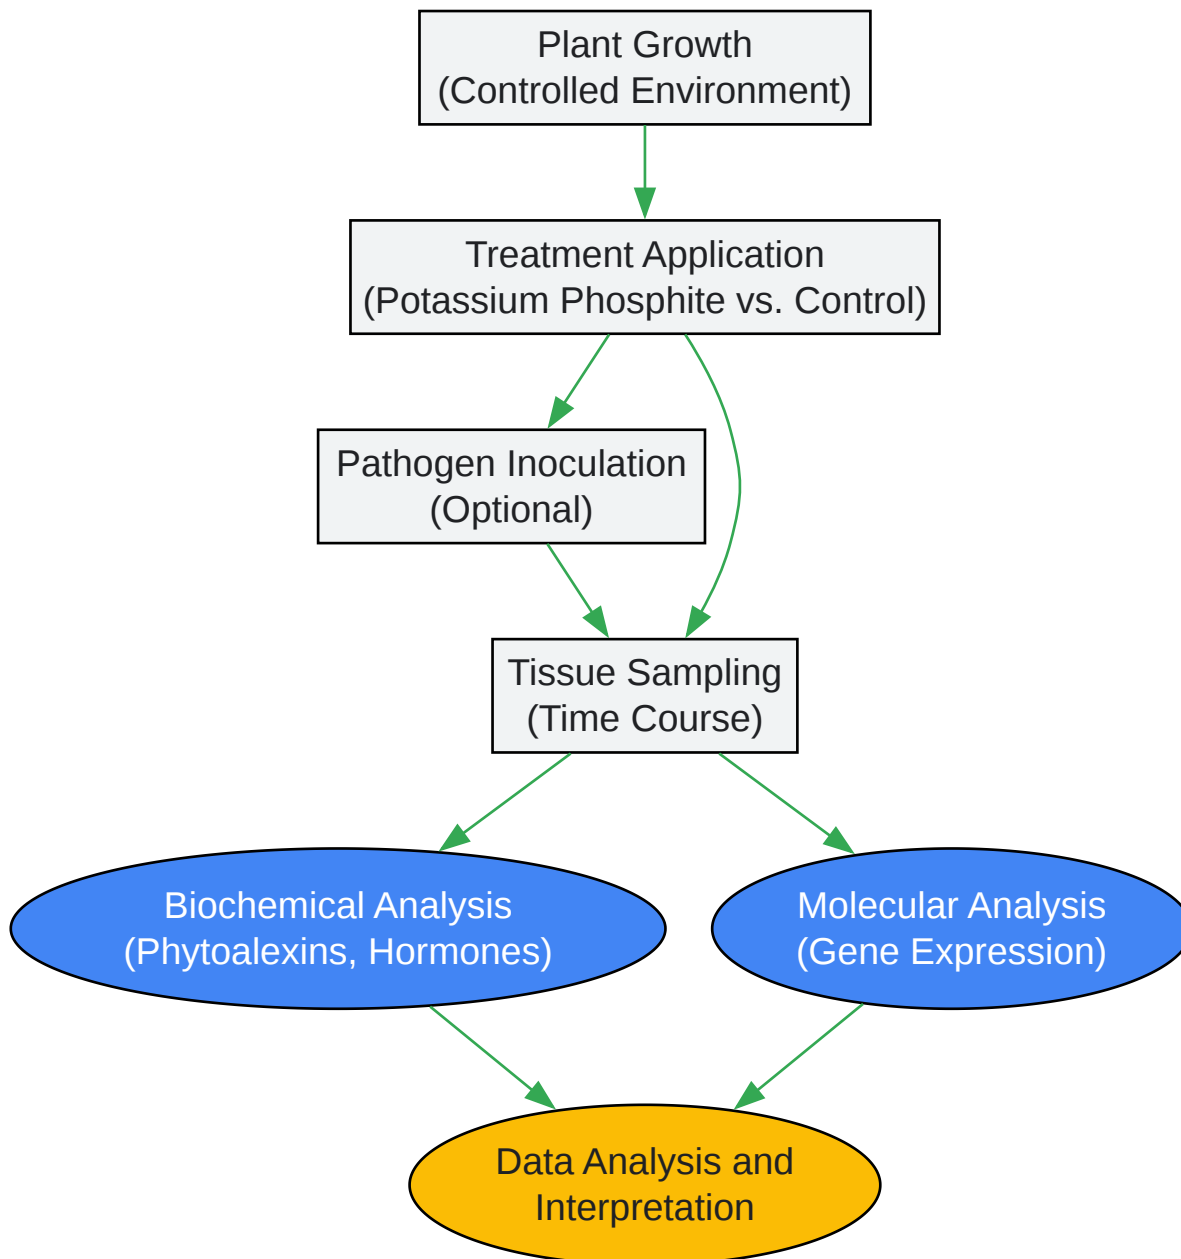 Plant Growth
(Controlled Environment)
Treatment Application
(Potassium Phosphite vs. Control)
Pathogen Inoculation
(Optional)
Tissue Sampling
(Time Course)
Biochemical Analysis
(Phytoalexins, Hormones)
Molecular Analysis
(Gene Expression)
Data Analysis and
Interpretation